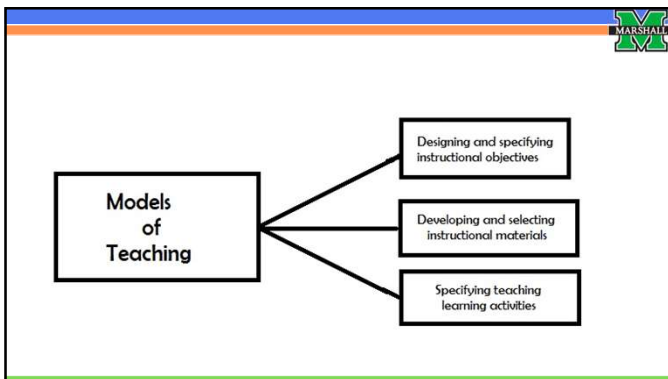 MARSHALL
Models
of
Teaching
Designing and specifying
instructional objectives
Developing and selecting
instructional materials
Specifying teaching
learning activities